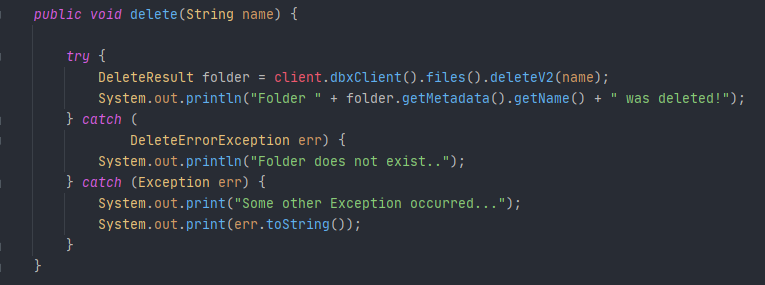 public void delete(String name) {
try {
DeleteResult folder = client.dbxClient().files().deleteV2(name);
System.out.println("Folder " + folder.getMetadata().getName() + " was deleted!");
} catch (
DeleteErrorException err) {
System.out.println("Folder does not exist..");
} catch (Exception err) {
System.out.print("Some other Exception occurred...");
System.out.print(err.toString());
}
}